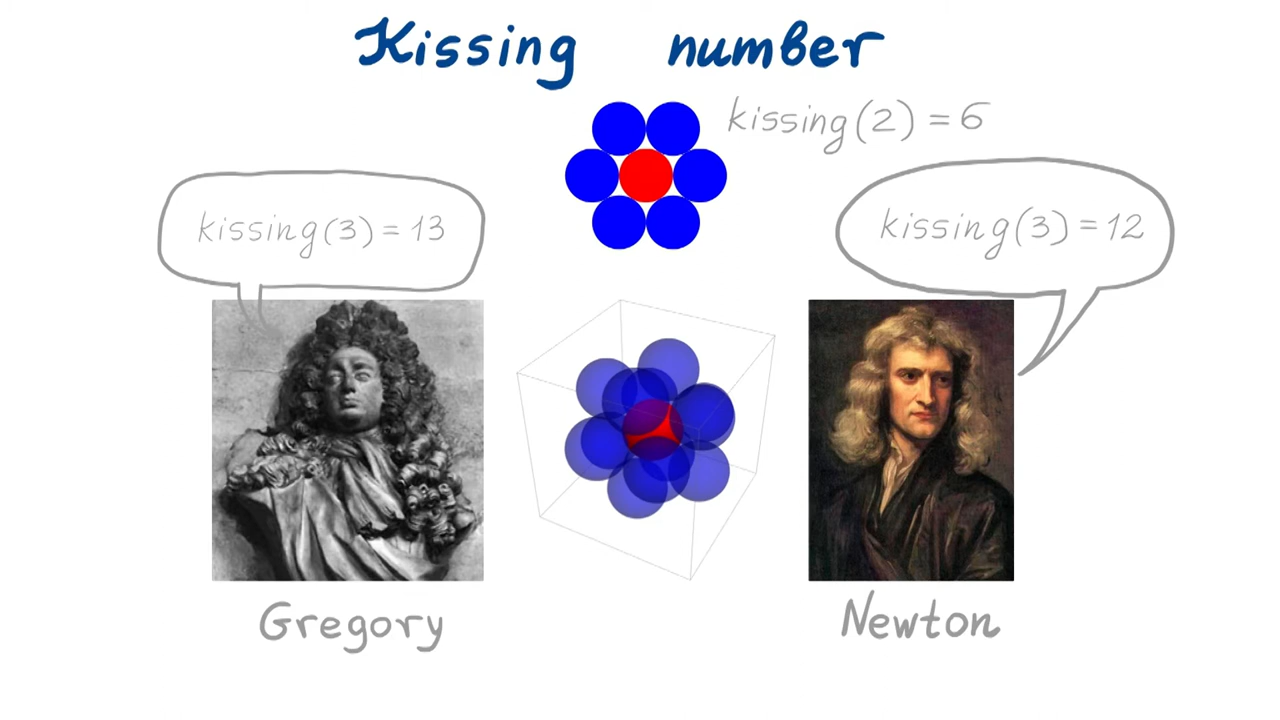 Kissing number
kissing(2) = 6
kissing(3) = 13
kissing(3) = 12
Gregory
Newton